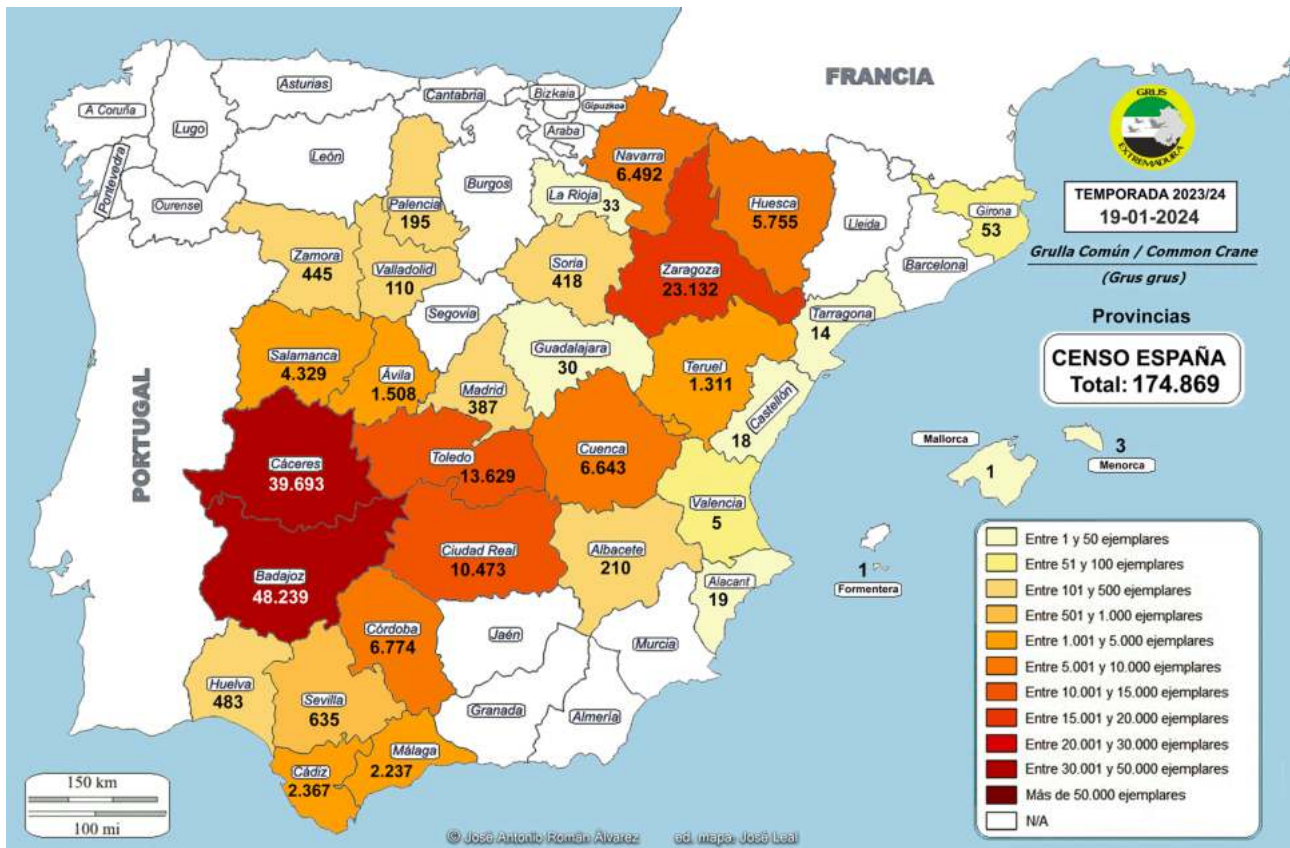 FRANCIA
GRUS
EXTREMADURA
TEMPORADA 2023/24
19-01-2024
Grulla Común / Common Crane
(Grus grus)
Provincias
CENSO ESPAÑA
Total: 174.869
A Coruña
Lugo
Asturias
Cantabria
Bizkaia
Gipuzkoa
Araba
Pontevedra
Ourense
León
Palencia
195
Burgos
La Rioja
33
Navarra
6.492
Huesca
5.755
Lleida
Girona
53
Barcelona
Zamora
445
Valladolid
110
Soria
418
Zaragoza
23.132
Tarragona
14
Segovia
Salamanca
4.329
Ávila
1.508
Madrid
387
Guadalajara
30
Teruel
1.311
Castellón
18
PORTUGAL
Cáceres
39.693
Toledo
13.629
Cuenca
6.643
Valencia
5
Mallorca
1
3
Menorca
Badajoz
48.239
Ciudad Real
10.473
Albacete
210
Alacant
19
1
Formentera
Córdoba
6.774
Jaén
Murcia
Huelva
483
Sevilla
635
Granada
Almería
Cádiz
2.367
Málaga
2.237
Entre 1 y 50 ejemplares
Entre 51 y 100 ejemplares
Entre 101 y 500 ejemplares
Entre 501 y 1.000 ejemplares
Entre 1.001 y 5.000 ejemplares
Entre 5.001 y 10.000 ejemplares
Entre 10.001 y 15.000 ejemplares
Entre 15.001 y 20.000 ejemplares
Entre 20.001 y 30.000 ejemplares
Entre 30.001 y 50.000 ejemplares
Más de 50.000 ejemplares
N/A
150 km
100 mi
© José Antonio Román Álvarez ed. mapa: José Leal